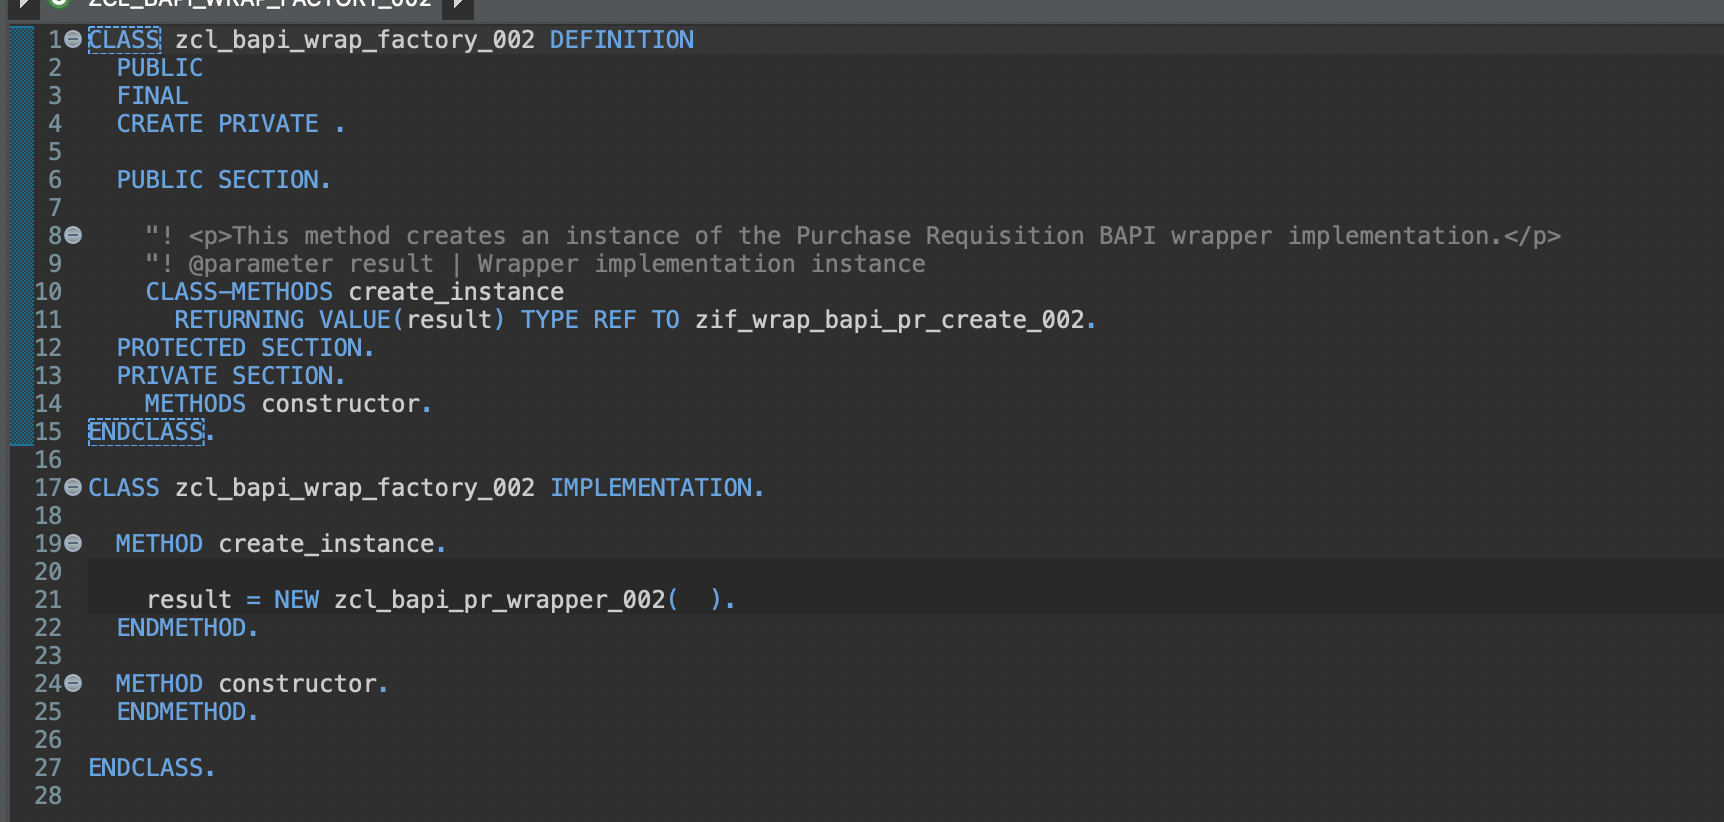 ZCL_BAPI_WRAP_FACTORY_002
1 CLASS zcl_bapi_wrap_factory_002 DEFINITION
2 PUBLIC
3 FINAL
4 CREATE PRIVATE .
5
6 PUBLIC SECTION.
7
8 "! <p>This method creates an instance of the Purchase Requisition BAPI wrapper implementation.</p>
9 "! @parameter result | Wrapper implementation instance
10 CLASS-METHODS create_instance
11 RETURNING VALUE(result) TYPE REF TO zif_wrap_bapi_pr_create_002.
12 PROTECTED SECTION.
13 PRIVATE SECTION.
14 METHODS constructor.
15 ENDCLASS.
16
17 CLASS zcl_bapi_wrap_factory_002 IMPLEMENTATION.
18
19 METHOD create_instance.
20
21 result = NEW zcl_bapi_pr_wrapper_002(  ).
22 ENDMETHOD.
23
24 METHOD constructor.
25 ENDMETHOD.
26
27 ENDCLASS.
28